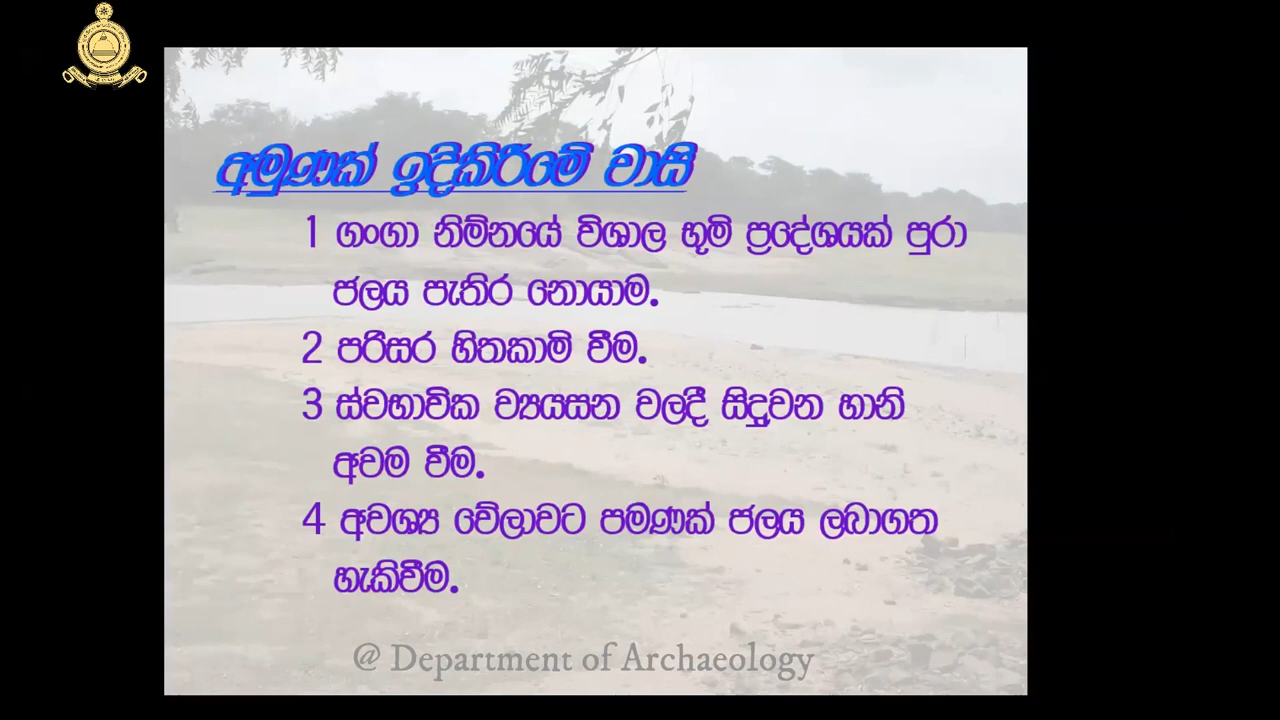 අමුණක් ඉදිකිරීමේ වාසි
1 ගංගා නිම්නයේ විශාල භූමි ප්‍රදේශයක් පුරා
ජලය පැතිර නොයාම.
2 පරිසර හිතකාමි වීම.
3 ස්වභාවික ව්‍යයසන වලදී සිදුවන හානි
අවම වීම.
4 අවශ්‍ය වේලාවට පමණක් ජලය ලබාගත
හැකිවීම.
@ Department of Archaeology